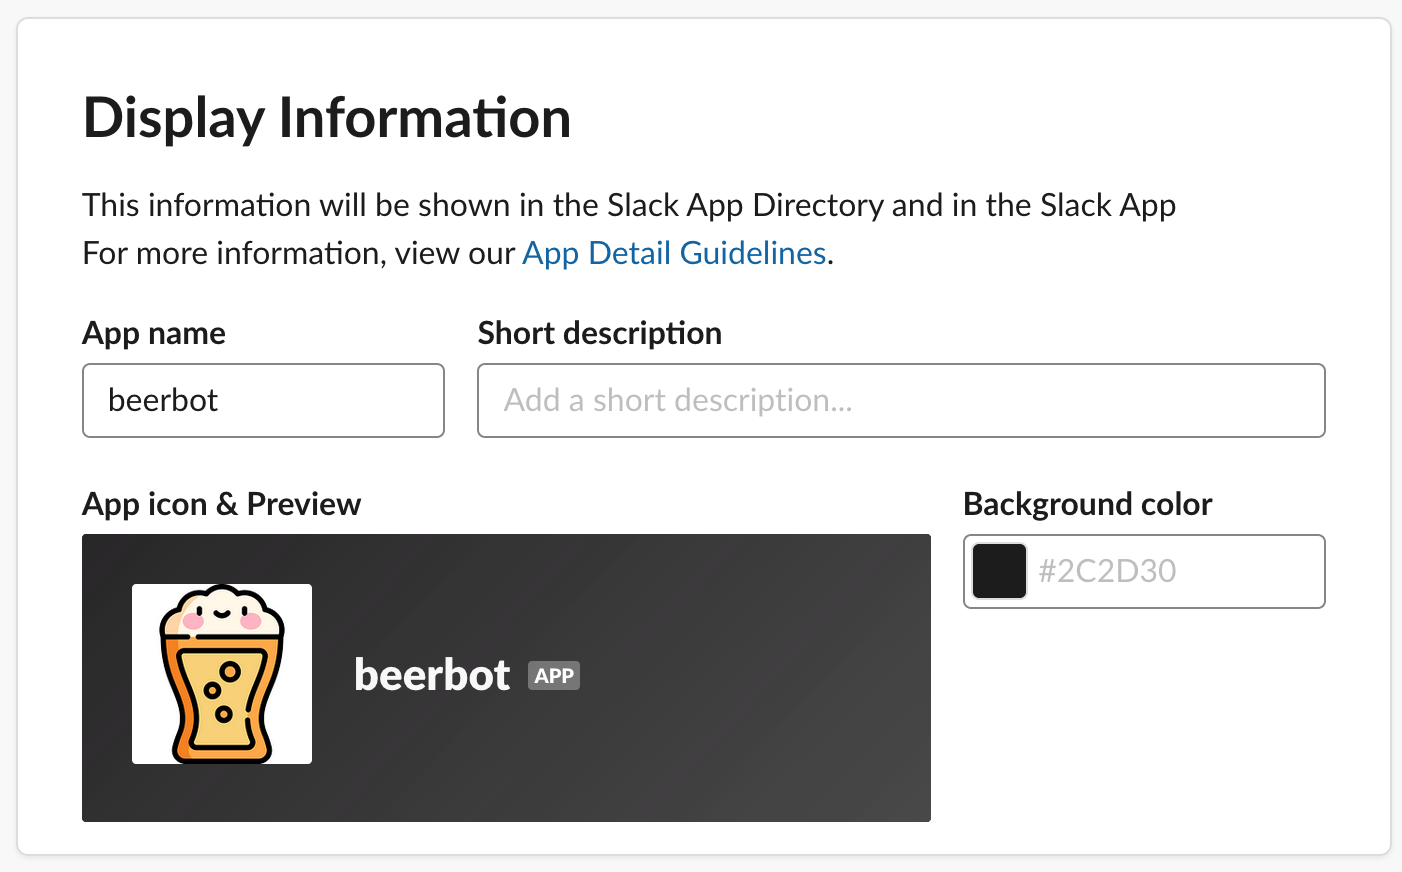 Display Information
This information will be shown in the Slack App Directory and in the Slack App
For more information, view our App Detail Guidelines.
App name
Short description
beerbot
Add a short description...
App icon & Preview
Background color
#2C2D30
beerbot APP